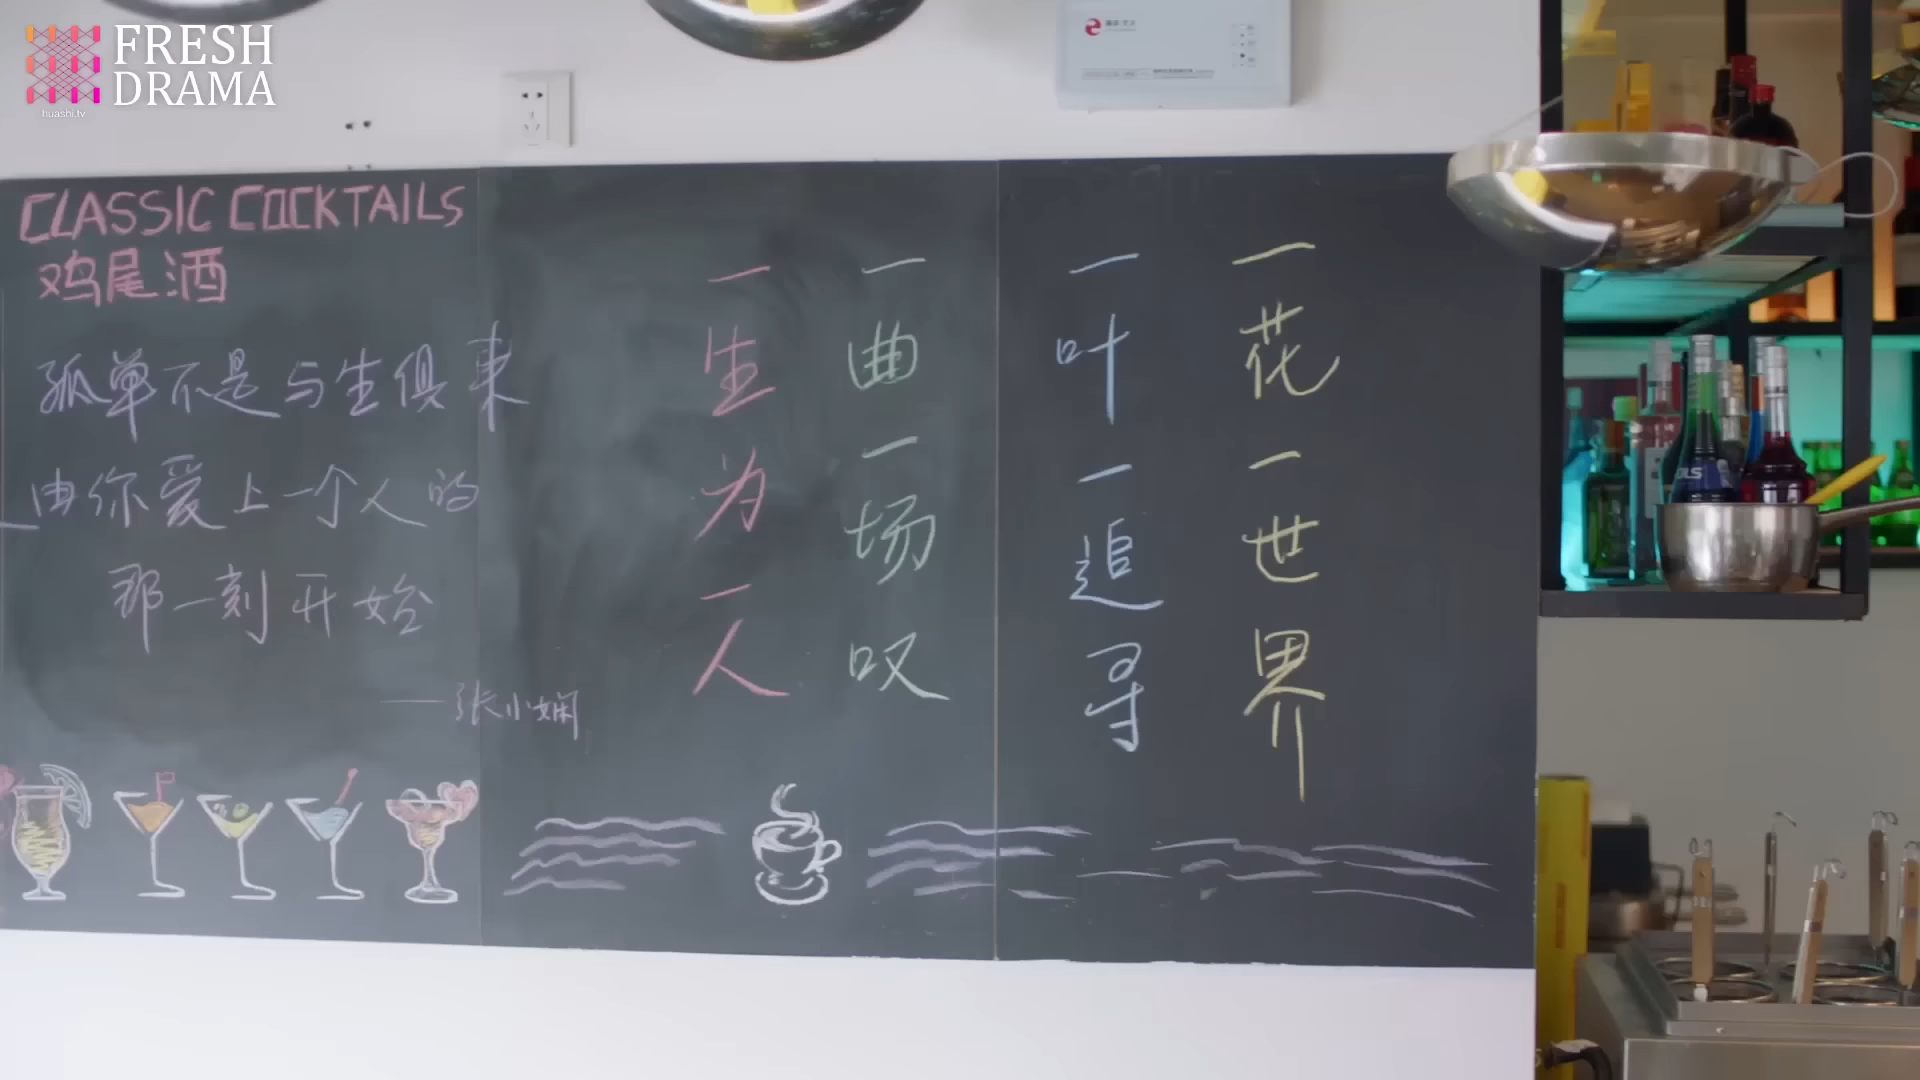 FRESH
DRAMA
huashi.tv
CLASSIC COCKTAILS
鸡尾酒
孤单不是与生俱来
由你爱上一个人的
那一刻开始
——张小娴
一花一世界
一叶一追寻
一曲一场叹
一生为一人